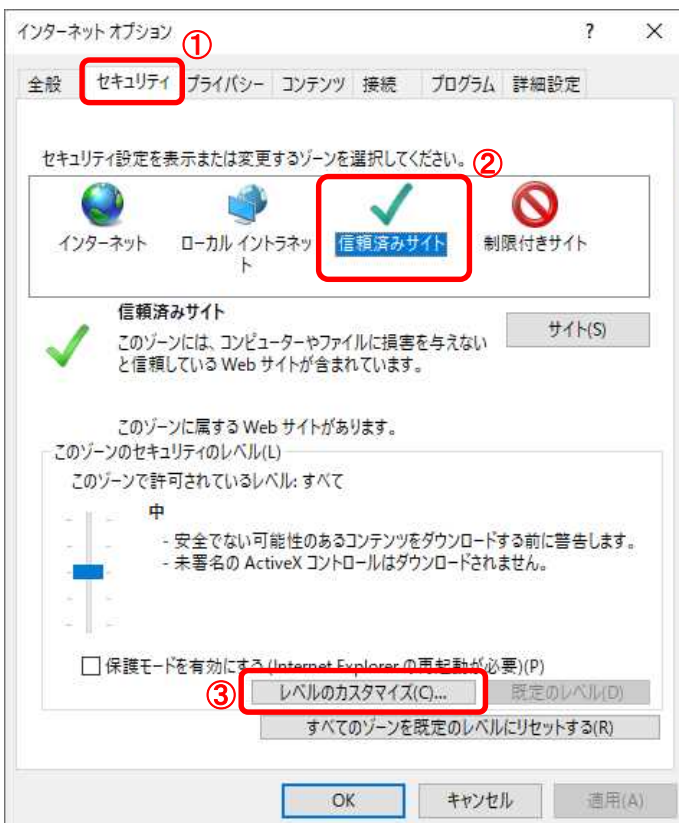 インターネット オプション ? ×
①
全般 セキュリティ プライバシー コンテンツ 接続 プログラム 詳細設定
セキュリティ設定を表示または変更するゾーンを選択してください。
②
インターネット ローカル イントラネッ 信頼済みサイト 制限付きサイト
ト
信頼済みサイト
このゾーンには、コンピューターやファイルに損害を与えない
と信頼している Web サイトが含まれています。
サイト(S)
このゾーンに属する Web サイトがあります。
このゾーンのセキュリティのレベル(L)
このゾーンで許可されているレベル: すべて
中
- 安全でない可能性のあるコンテンツをダウンロードする前に警告します。
- 未署名の ActiveX コントロールはダウンロードされません。
保護モードを有効にする (Internet Explorer の再起動が必要)(P)
③
レベルのカスタマイズ(C)... 既定のレベル(D)
すべてのゾーンを既定のレベルにリセットする(R)
OK キャンセル 適用(A)